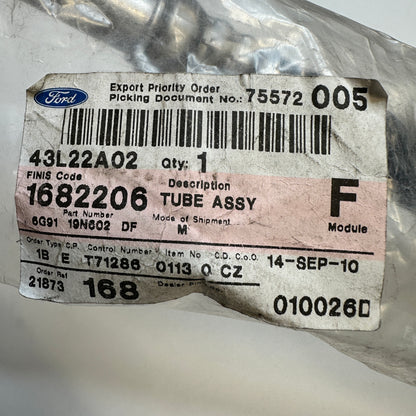 Ford
Export Priority Order
Picking Document No.: 75572 005
43L22A02 Qty: 1
FINIS Code Description
1682206 TUBE ASSY F
Part Number Mode of Shipment Module
6G91 19N602 DF M
Order Type C.P. Control Number Item No C.D. C.o.O. 14-SEP-10
1B E T71286 0113 0 CZ
Order Ref
21873 168 010026D